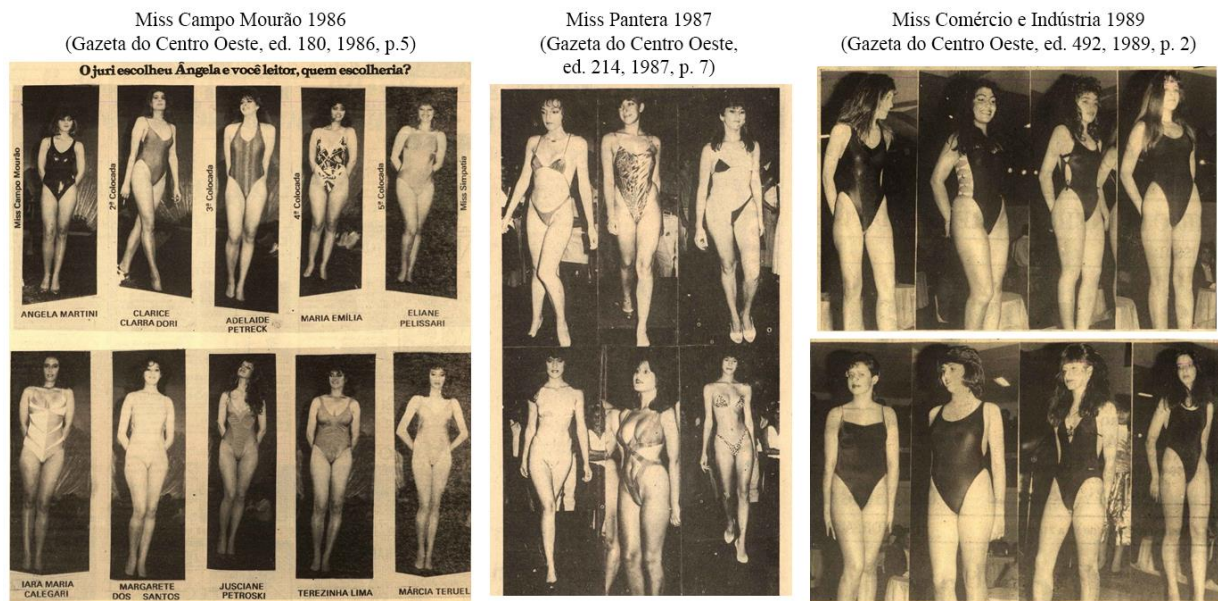 Miss Campo Mourão 1986
(Gazeta do Centro Oeste, ed. 180, 1986, p.5)
O juri escolheu Ângela e você leitor, quem escolheria?
Miss Campo Mourão
2ª Colocada
3ª Colocada
4ª Colocada
5ª Colocada
Miss Simpatia
ANGELA MARTINI
CLARICE
CLARRA DORI
ADELAIDE
PETRECK
MARIA EMÍLIA
ELIANE
PELISSARI
IARA MARIA
CALEGARI
MARGARETE
DOS SANTOS
JUSCIANE
PETROSKI
TEREZINHA LIMA
MÁRCIA TERUEL
Miss Pantera 1987
(Gazeta do Centro Oeste,
ed. 214, 1987, p. 7)
Miss Comércio e Indústria 1989
(Gazeta do Centro Oeste, ed. 492, 1989, p. 2)